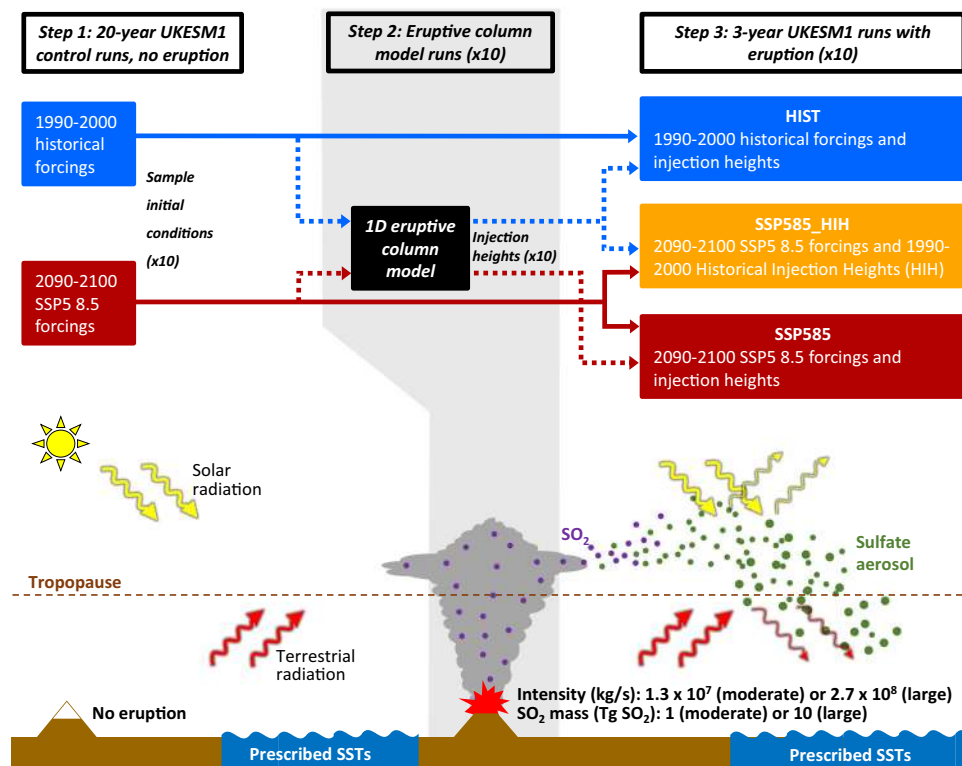 Step 1: 20-year UKESM1
control runs, no eruption
Step 2: Eruptive column
model runs (x10)
Step 3: 3-year UKESM1 runs with
eruption (x10)
1990-2000
historical
forcings
HIST
1990-2000 historical forcings and
injection heights
Sample
initial
conditions
(x10)
1D eruptive
column
model
Injection
heights (x10)
SSP585_HIH
2090-2100 SSP5 8.5 forcings and 1990-
2000 Historical Injection Heights (HIH)
2090-2100
SSP5 8.5
forcings
SSP585
2090-2100 SSP5 8.5 forcings and
injection heights
Solar
radiation
SO₂
Sulfate
aerosol
Tropopause
Terrestrial
radiation
Intensity (kg/s): 1.3 x 10⁷ (moderate) or 2.7 x 10⁸ (large)
SO₂ mass (Tg SO₂): 1 (moderate) or 10 (large)
No eruption
Prescribed SSTs
Prescribed SSTs